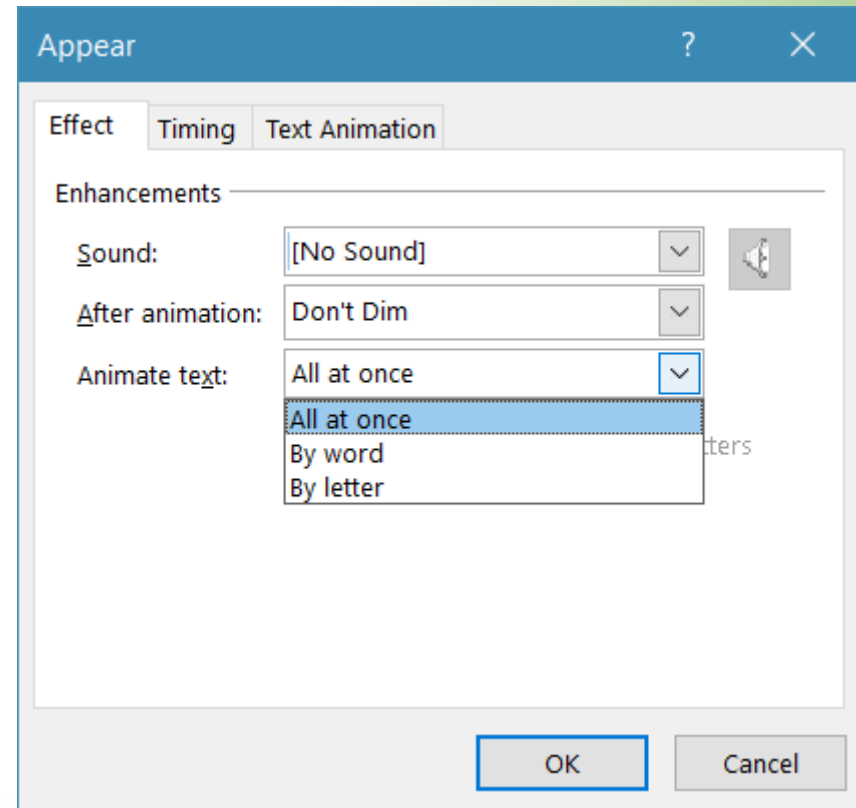 Appear ?
Effect Timing Text Animation
Enhancements
Sound: [No Sound]
After animation: Don't Dim
Animate text: All at once
All at once
By word
By letter
OK Cancel